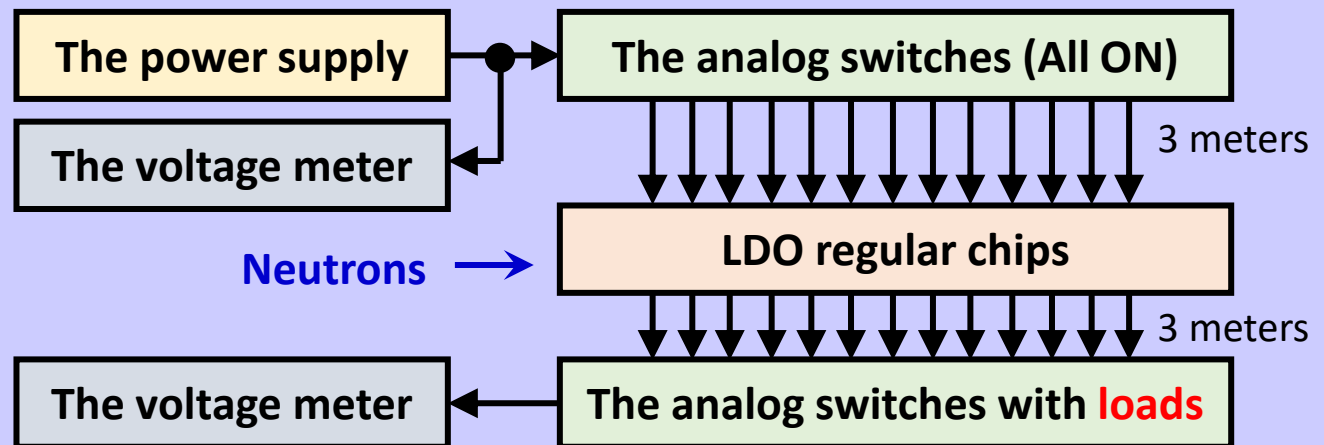 The power supply
The analog switches (All ON)
The voltage meter
3 meters
LDO regular chips
Neutrons
3 meters
The voltage meter
The analog switches with loads